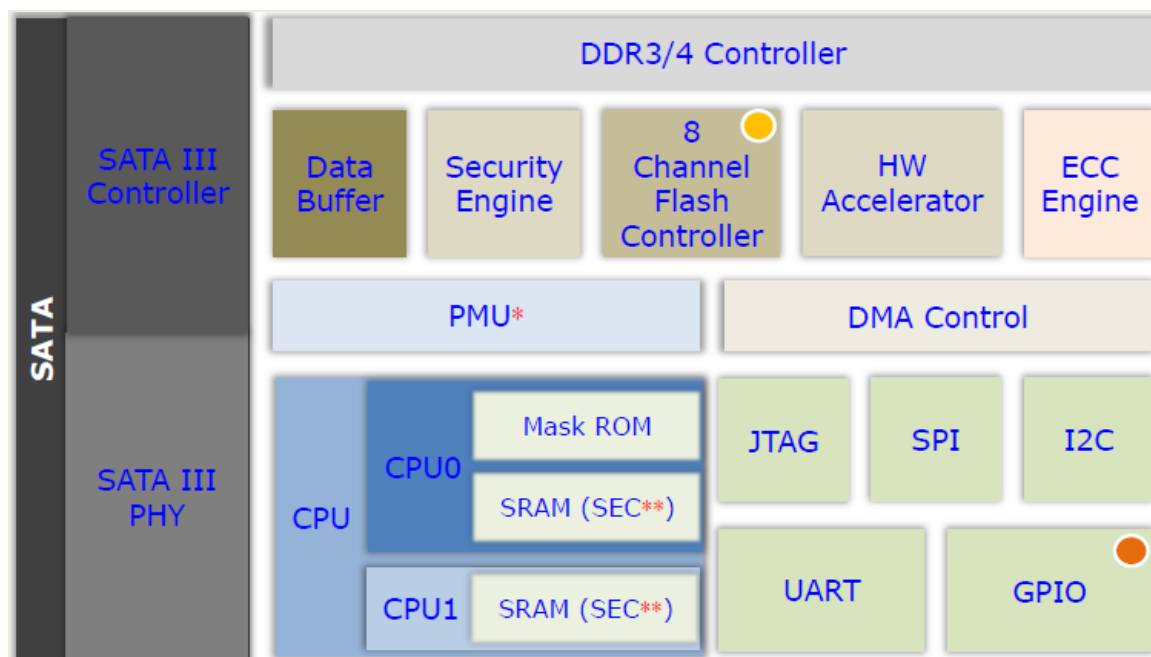 SATA
SATA III
Controller
SATA III
PHY
DDR3/4 Controller
Data
Buffer
Security
Engine
8
Channel
Flash
Controller
HW
Accelerator
ECC
Engine
PMU*
DMA Control
CPU
CPU0
Mask ROM
SRAM (SEC**)
CPU1
SRAM (SEC**)
JTAG
SPI
I2C
UART
GPIO